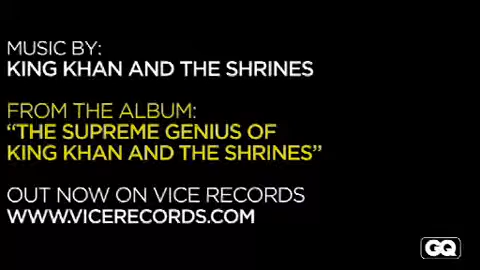 MUSIC BY:
KING KHAN AND THE SHRINES
FROM THE ALBUM:
“THE SUPREME GENIUS OF
KING KHAN AND THE SHRINES”
OUT NOW ON VICE RECORDS
WWW.VICERECORDS.COM
GQ